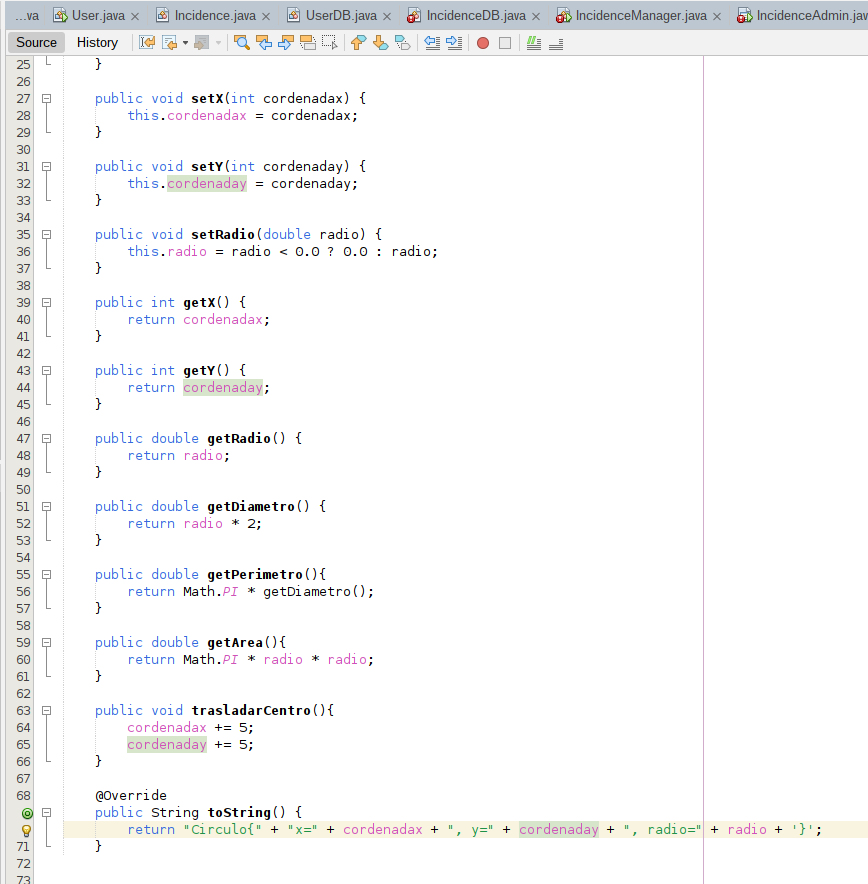 ...va User.java Incidence.java UserDB.java IncidenceDB.java IncidenceManager.java IncidenceAdmin.jav
Source History
25 }
26
27 public void setX(int cordenadax) {
28 this.cordenadax = cordenadax;
29 }
30
31 public void setY(int cordenaday) {
32 this.cordenaday = cordenaday;
33 }
34
35 public void setRadio(double radio) {
36 this.radio = radio < 0.0 ? 0.0 : radio;
37 }
38
39 public int getX() {
40 return cordenadax;
41 }
42
43 public int getY() {
44 return cordenaday;
45 }
46
47 public double getRadio() {
48 return radio;
49 }
50
51 public double getDiametro() {
52 return radio * 2;
53 }
54
55 public double getPerimetro(){
56 return Math.PI * getDiametro();
57 }
58
59 public double getArea(){
60 return Math.PI * radio * radio;
61 }
62
63 public void trasladarCentro(){
64 cordenadax += 5;
65 cordenaday += 5;
66 }
67
68 @Override
public String toString() {
return "Circulo{" + "x=" + cordenadax + ", y=" + cordenaday + ", radio=" + radio + '}';
71 }
72
73